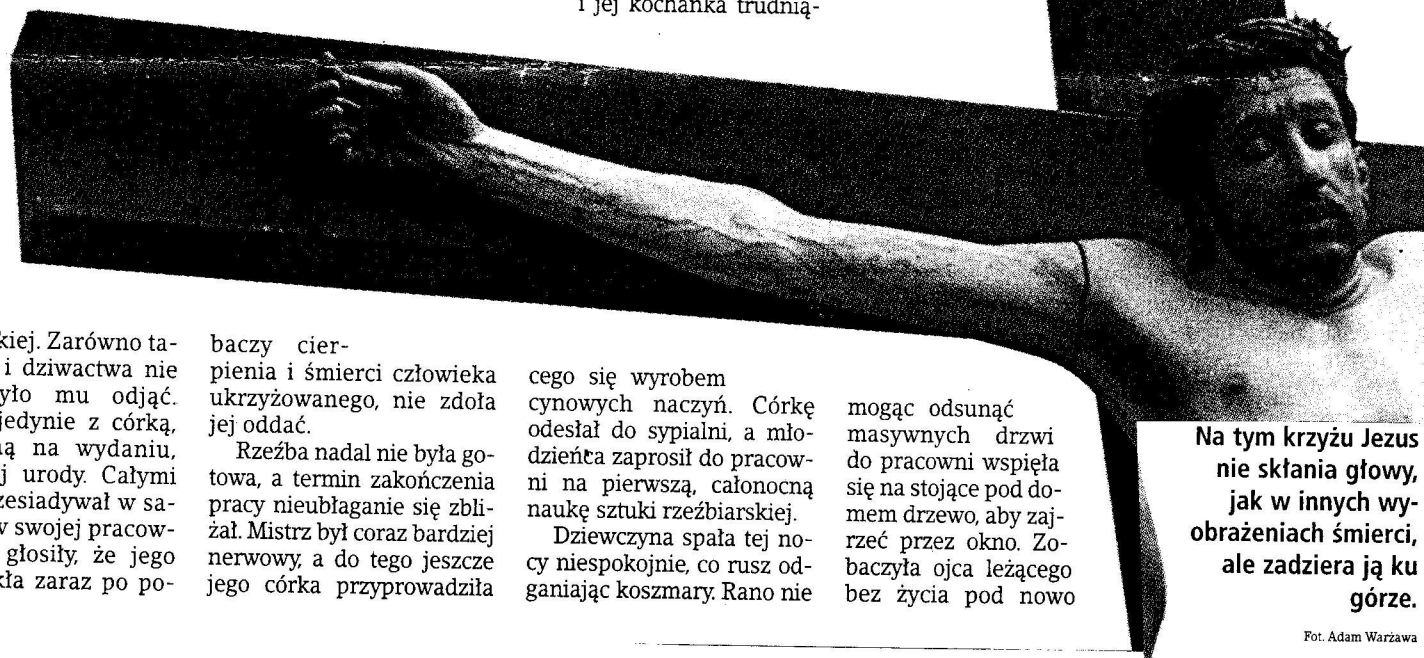 i jej kochanka trudnią-
kiej. Zarówno ta-
i dziwactwa nie
yło mu odjąć.
jedynie z córką,
ą na wydaniu,
j urody. Całymi
zesiadywał w sa-
w swojej pracow-
głosiły, że jego
kła zaraz po po-
baczy cier-
pienia i śmierci człowieka
ukrzyżowanego, nie zdoła
jej oddać.
Rzeźba nadal nie była go-
towa, a termin zakończenia
pracy nieubłaganie się zbli-
żał. Mistrz był coraz bardziej
nerwowy, a do tego jeszcze
jego córka przyprowadziła
cego się wyrobem
cynowych naczyń. Córkę
odesłał do sypialni, a mło-
dzieńca zaprosił do pracow-
ni na pierwszą, całonocną
naukę sztuki rzeźbiarskiej.
Dziewczyna spała tej no-
cy niespokojnie, co rusz od-
ganiając koszmary. Rano nie
mogąc odsunąć
masywnych drzwi
do pracowni wspięła
się na stojące pod do-
mem drzewo, aby zaj-
rzeć przez okno. Zo-
baczyła ojca leżącego
bez życia pod nowo
Na tym krzyżu Jezus
nie skłania głowy,
jak w innych wy-
obrażeniach śmierci,
ale zadziera ją ku
górze.
Fot. Adam Warżawa